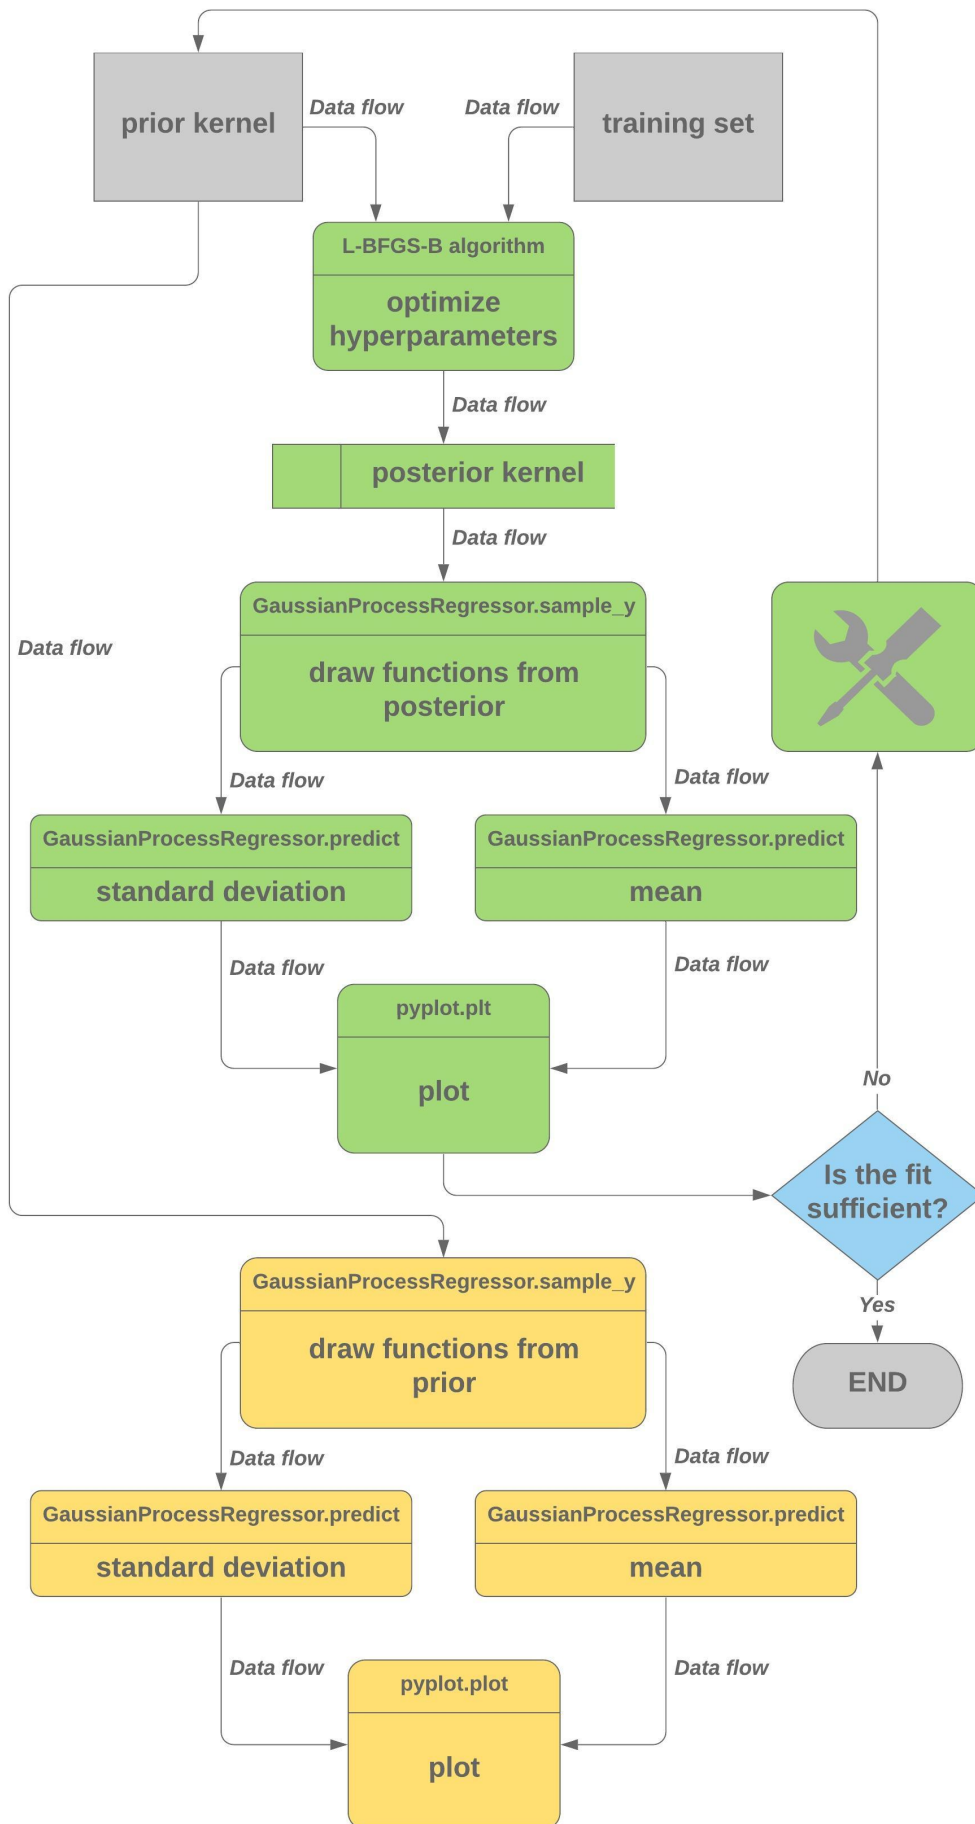 prior kernel
Data flow
Data flow
training set
L-BFGS-B algorithm
optimize
hyperparameters
Data flow
posterior kernel
Data flow
GaussianProcessRegressor.sample_y
draw functions from
posterior
Data flow
Data flow
Data flow
GaussianProcessRegressor.predict
standard deviation
GaussianProcessRegressor.predict
mean
Data flow
Data flow
pyplot.plt
plot
No
Is the fit
sufficient?
Yes
END
GaussianProcessRegressor.sample_y
draw functions from
prior
Data flow
Data flow
GaussianProcessRegressor.predict
standard deviation
GaussianProcessRegressor.predict
mean
Data flow
Data flow
pyplot.plot
plot